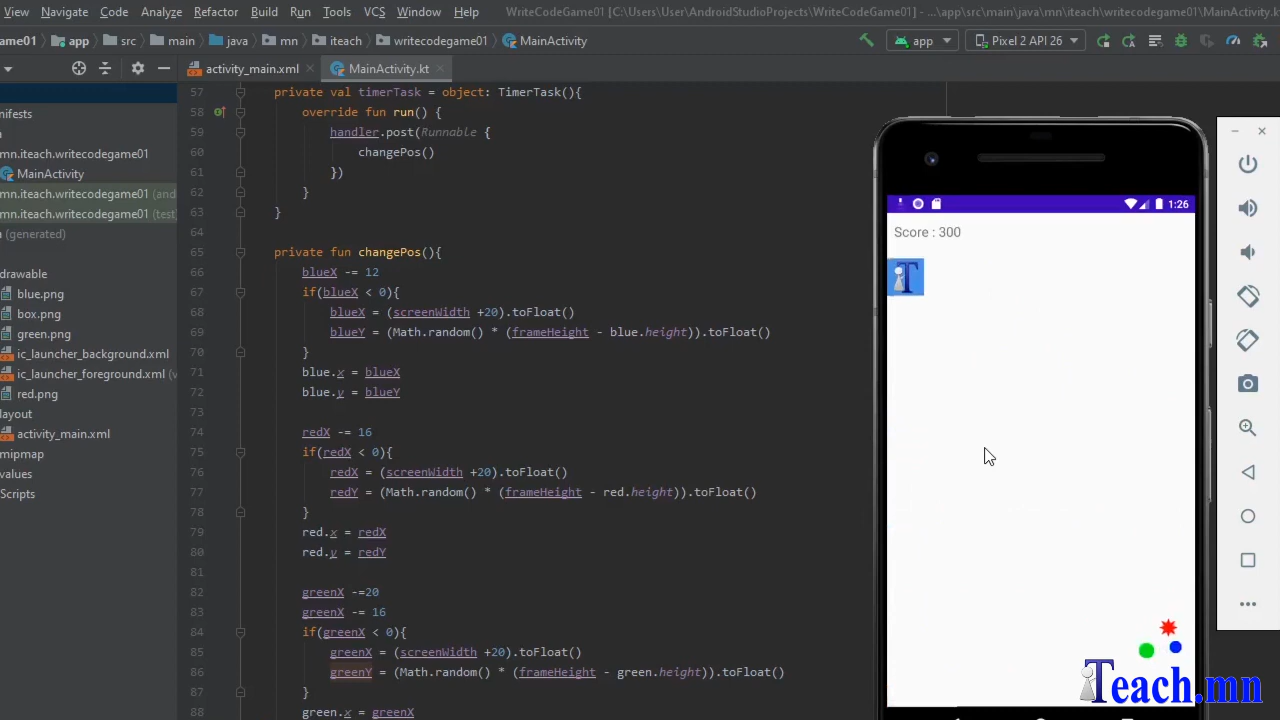 View Navigate Code Analyze Refactor Build Run Tools VCS Window Help WriteCodeGame01 [C:\Users\User\AndroidStudioProjects\WriteCodeGame01] - ...\app\src\main\java\mn\iteach\writecodegame01\MainActivity.k
ame01 app src main java mn iteach writecodegame01 MainActivity app Pixel 2 API 26
activity_main.xml MainActivity.kt
anifests
mn.iteach.writecodegame01
MainActivity
mn.iteach.writecodegame01 (and
mn.iteach.writecodegame01 (test)
(generated)
drawable
blue.png
box.png
green.png
ic_launcher_background.xml
ic_launcher_foreground.xml (v
red.png
layout
activity_main.xml
mipmap
values
Scripts
57 private val timerTask = object: TimerTask(){
58 override fun run() {
59 handler.post(Runnable {
60 changePos()
61 })
62 }
63 }
64
65 private fun changePos(){
66 blueX -= 12
67 if(blueX < 0){
68 blueX = (screenWidth +20).toFloat()
69 blueY = (Math.random() * (frameHeight - blue.height)).toFloat()
70 }
71 blue.x = blueX
72 blue.y = blueY
73
74 redX -= 16
75 if(redX < 0){
76 redX = (screenWidth +20).toFloat()
77 redY = (Math.random() * (frameHeight - red.height)).toFloat()
78 }
79 red.x = redX
80 red.y = redY
81
82 greenX -=20
83 greenX -= 16
84 if(greenX < 0){
85 greenX = (screenWidth +20).toFloat()
86 greenY = (Math.random() * (frameHeight - green.height)).toFloat()
87 }
88 green.x = greenX
1:26
Score : 300
T
iTeach.mn